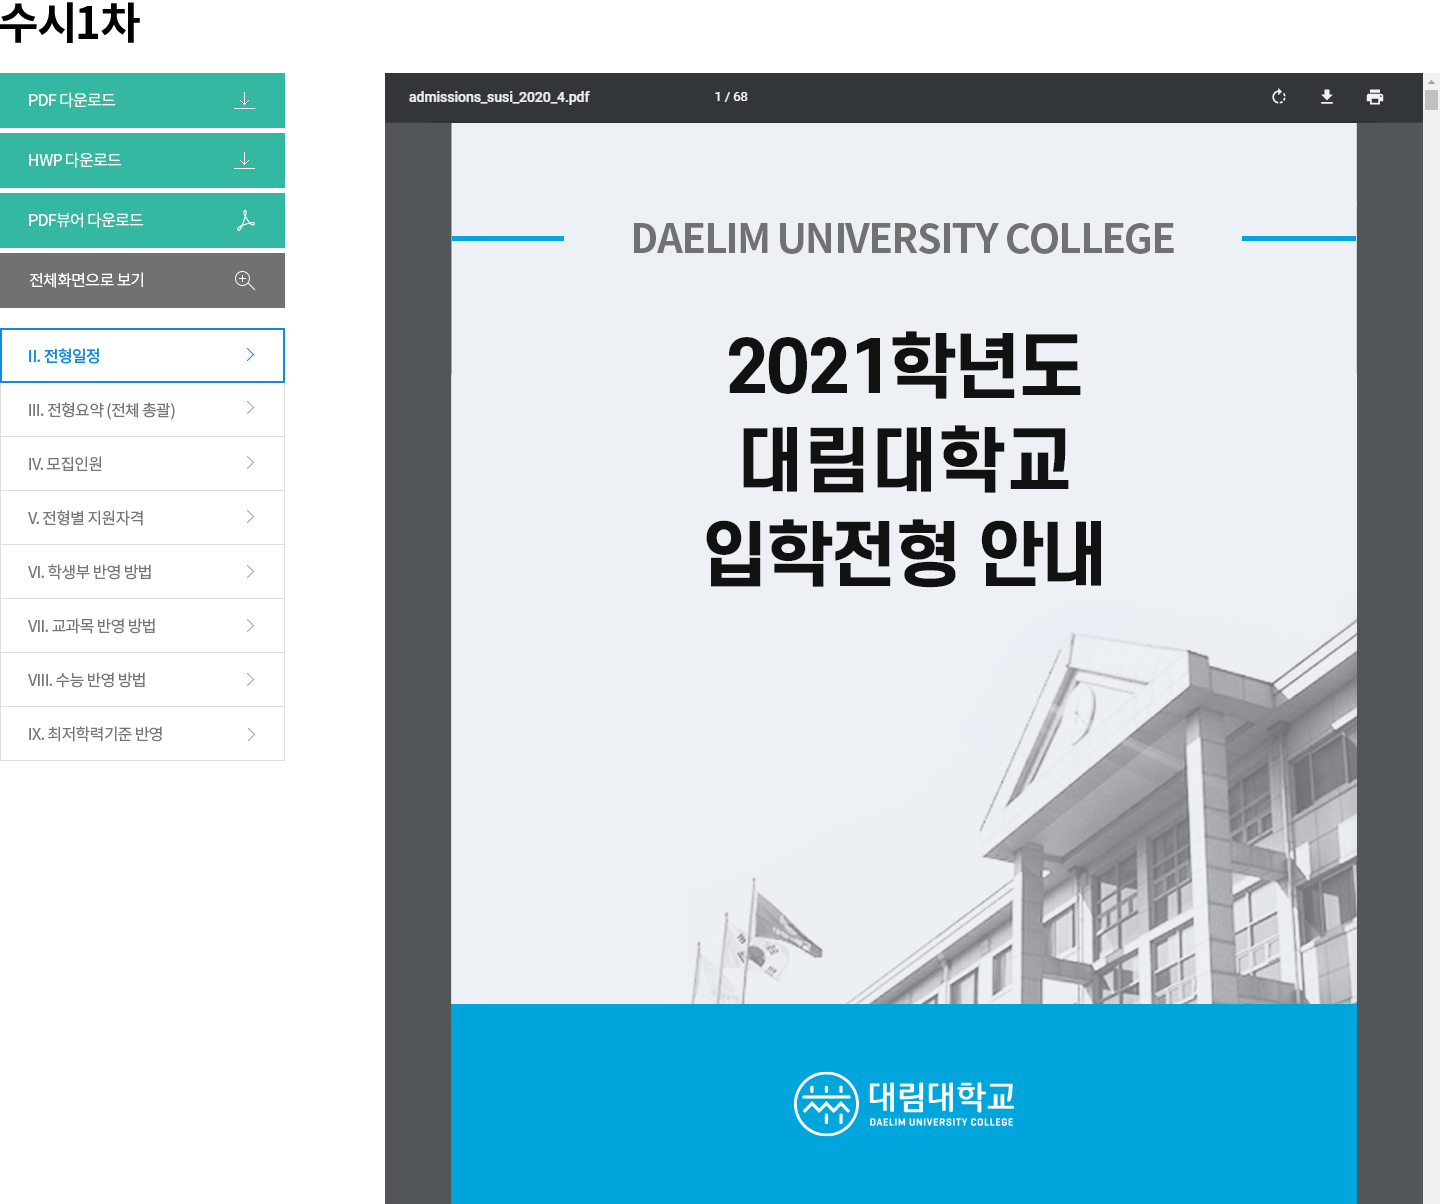 수시1차
PDF 다운로드
HWP 다운로드
PDF뷰어 다운로드
전체화면으로 보기
II. 전형일정
III. 전형요약 (전체 총괄)
IV. 모집인원
V. 전형별 지원자격
VI. 학생부 반영 방법
VII. 교과목 반영 방법
VIII. 수능 반영 방법
IX. 최저학력기준 반영
admissions_susi_2020_4.pdf
1 / 68
DAELIM UNIVERSITY COLLEGE
2021학년도
대림대학교
입학전형 안내
대림대학교
DAELIM UNIVERSITY COLLEGE